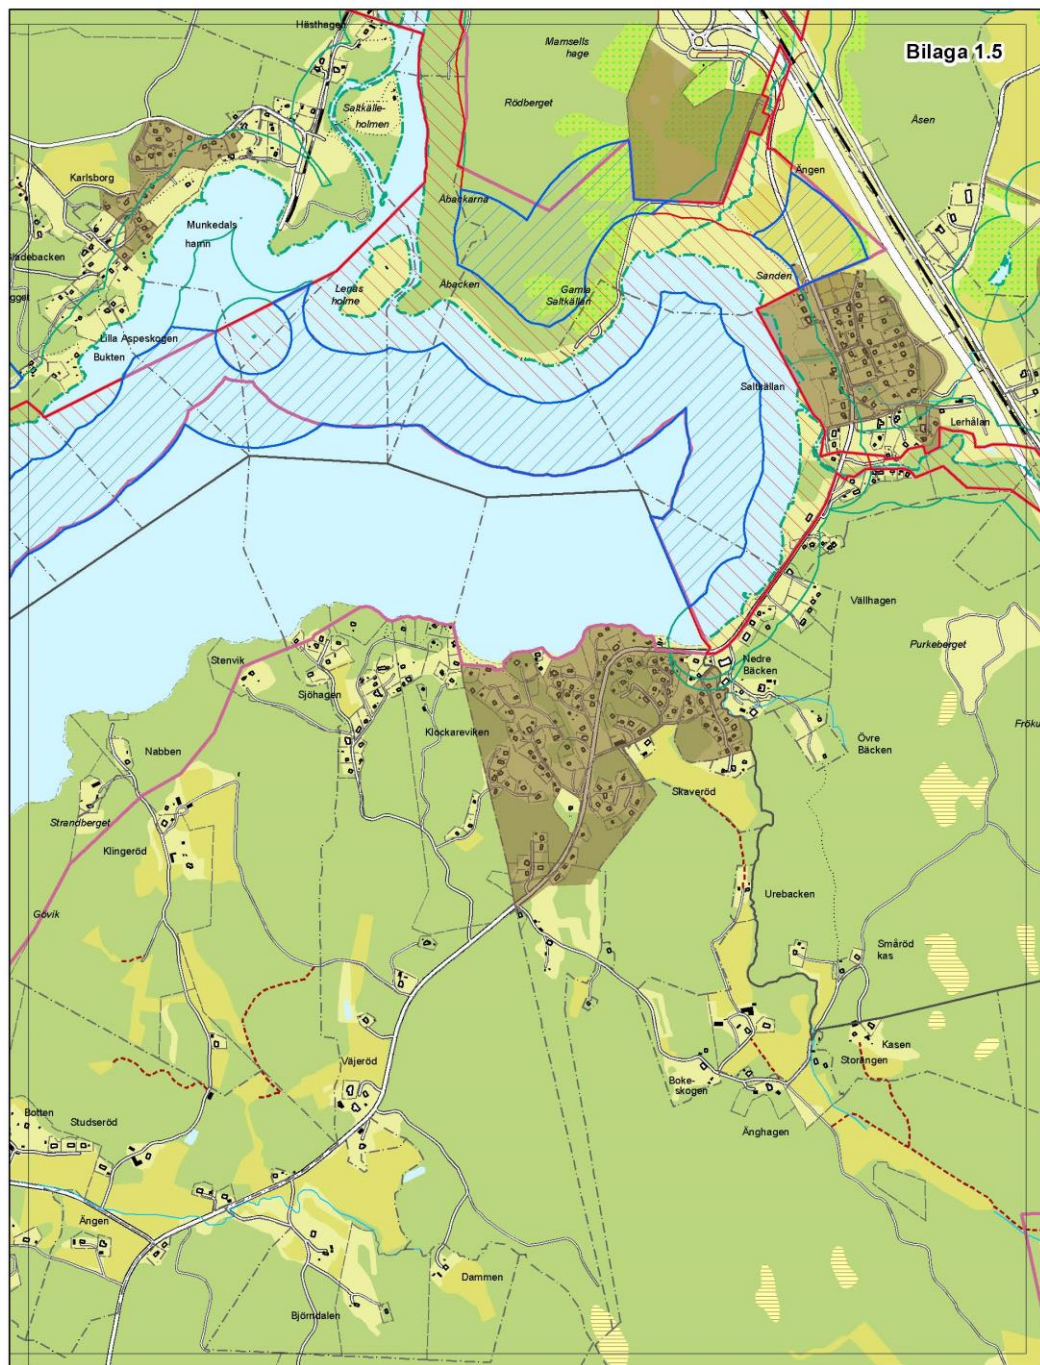 Hästhagen
Mamsells
hage
Bilaga 1.5
Saltkälle-
holmen
Rödberget
Åsen
Karlsborg
Ängen
Åbackarna
Munkedals
hamn
Sanden
Lenas
holme
Åbacken
Gamla
Saltkällan
Lilla Aspeskogen
Bukten
Saltkällan
Lerhålan
Vällhagen
Purkeberget
Stenvik
Nedre
Bäcken
Sjöhagen
Klockareviken
Nabben
Övre
Bäcken
Skaveröd
Strandberget
Klingeröd
Urebacken
Gövik
Småröd
kas
Kasen
Väjeröd
Storängen
Boke-
skogen
Botten
Studseröd
Änghagen
Ängen
Dammen
Björndalen